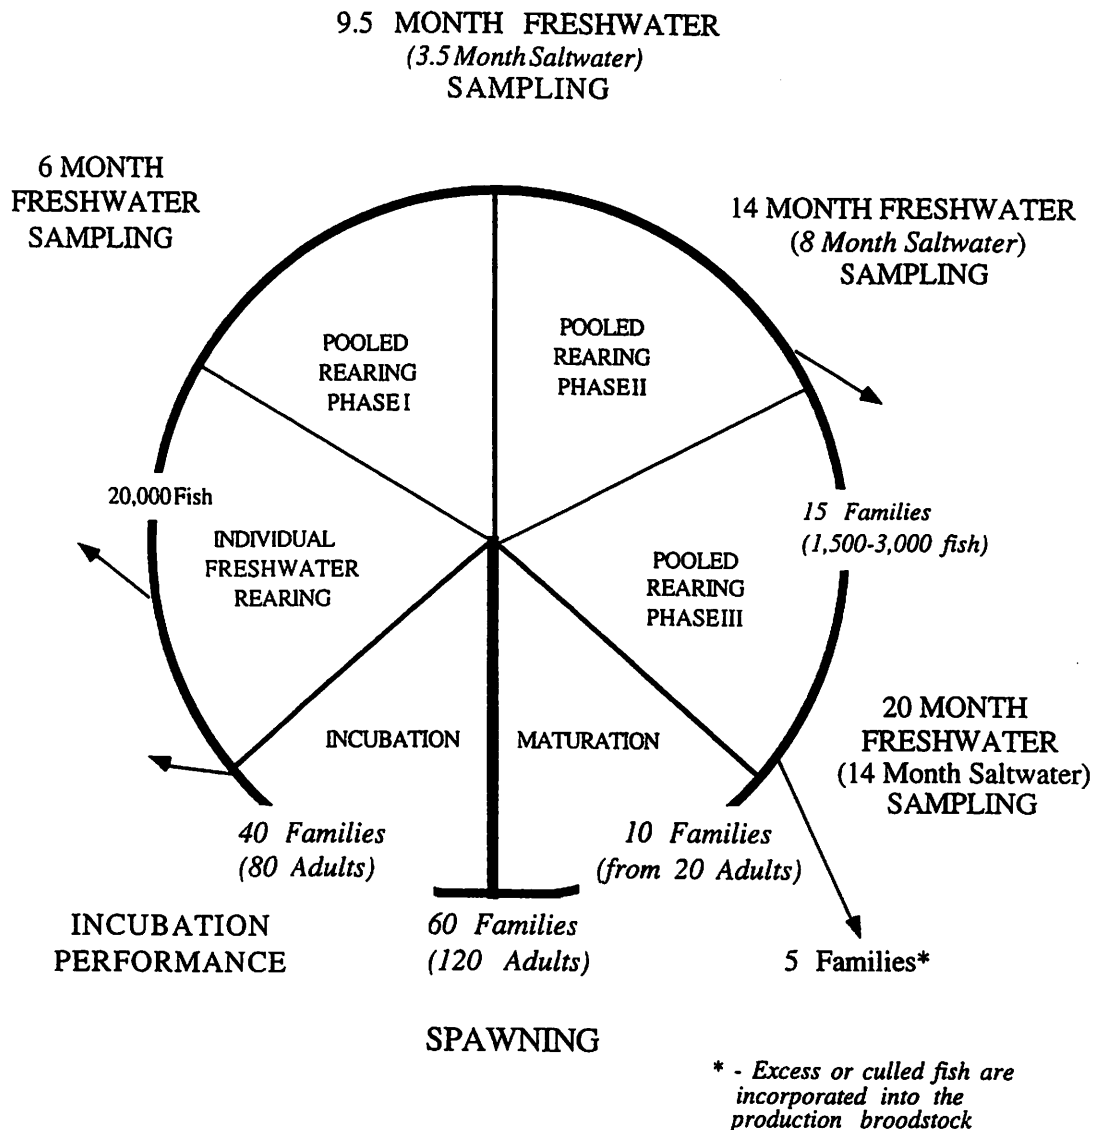 9.5 MONTH FRESHWATER
(3.5 Month Saltwater)
SAMPLING
6 MONTH
FRESHWATER
SAMPLING
14 MONTH FRESHWATER
(8 Month Saltwater)
SAMPLING
POOLED
REARING
PHASE I
POOLED
REARING
PHASE II
20,000 Fish
INDIVIDUAL
FRESHWATER
REARING
15 Families
(1,500-3,000 fish)
POOLED
REARING
PHASE III
INCUBATION
MATURATION
20 MONTH
FRESHWATER
(14 Month Saltwater)
SAMPLING
40 Families
(80 Adults)
10 Families
(from 20 Adults)
INCUBATION
PERFORMANCE
60 Families
(120 Adults)
5 Families*
SPAWNING
* - Excess or culled fish are
incorporated into the
production broodstock